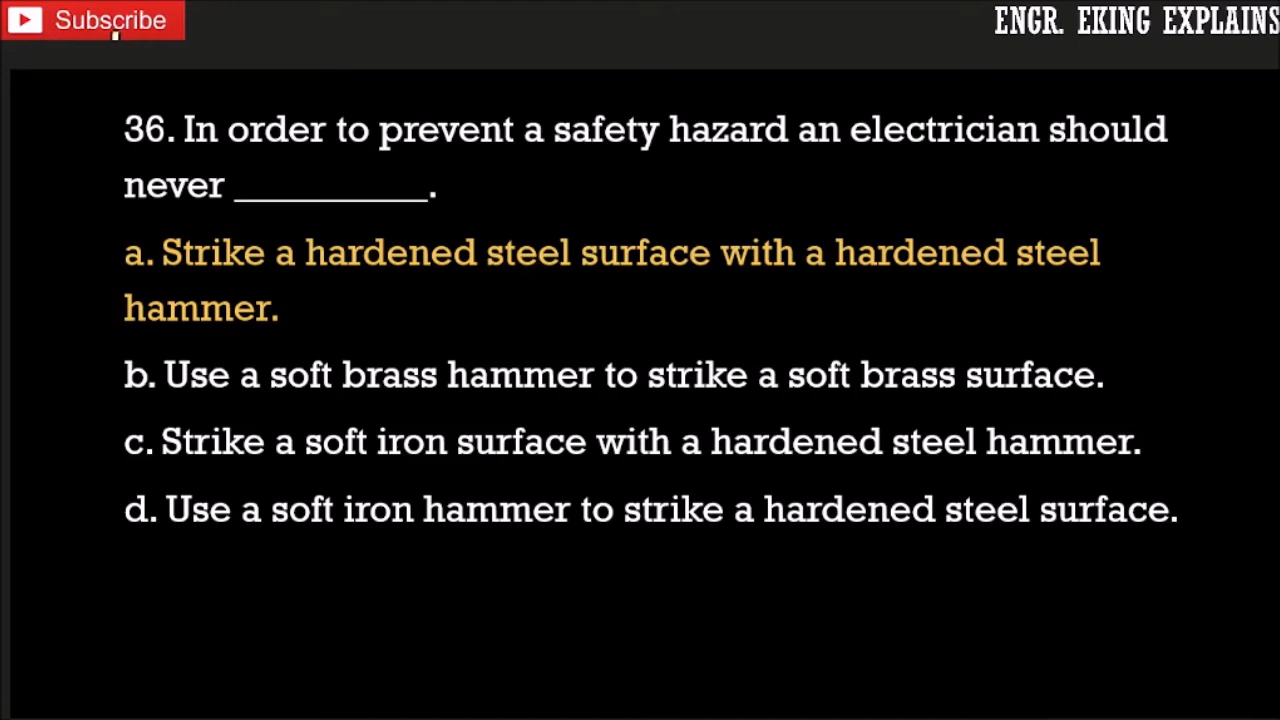 Subscribe
ENGR. EKING EXPLAINS
36. In order to prevent a safety hazard an electrician should
never __________.
a. Strike a hardened steel surface with a hardened steel
hammer.
b. Use a soft brass hammer to strike a soft brass surface.
c. Strike a soft iron surface with a hardened steel hammer.
d. Use a soft iron hammer to strike a hardened steel surface.